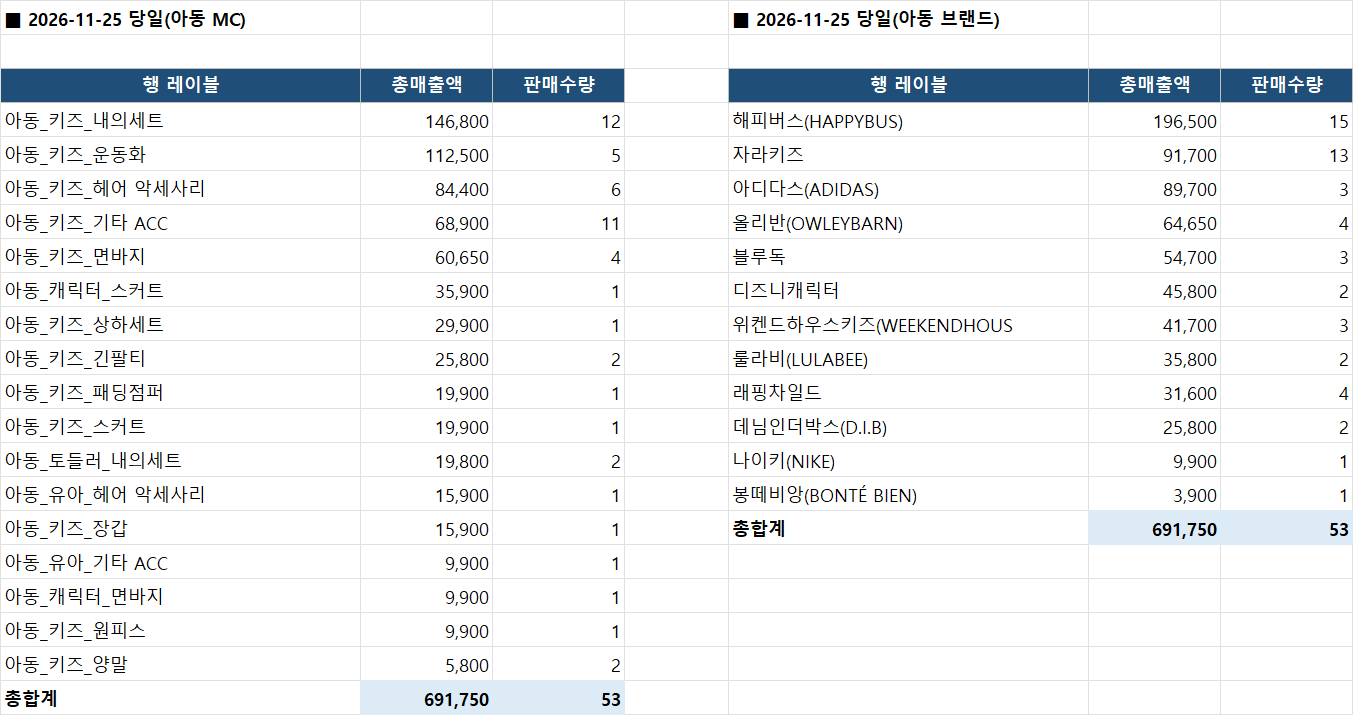 ■ 2026-11-25 당일(아동 MC)
행 레이블 총매출액 판매수량
아동_키즈_내의세트 146,800 12
아동_키즈_운동화 112,500 5
아동_키즈_헤어 악세사리 84,400 6
아동_키즈_기타 ACC 68,900 11
아동_키즈_면바지 60,650 4
아동_캐릭터_스커트 35,900 1
아동_키즈_상하세트 29,900 1
아동_키즈_긴팔티 25,800 2
아동_키즈_패딩점퍼 19,900 1
아동_키즈_스커트 19,900 1
아동_토들러_내의세트 19,800 2
아동_유아_헤어 악세사리 15,900 1
아동_키즈_장갑 15,900 1
아동_유아_기타 ACC 9,900 1
아동_캐릭터_면바지 9,900 1
아동_키즈_원피스 9,900 1
아동_키즈_양말 5,800 2
총합계 691,750 53
■ 2026-11-25 당일(아동 브랜드)
행 레이블 총매출액 판매수량
해피버스(HAPPYBUS) 196,500 15
자라키즈 91,700 13
아디다스(ADIDAS) 89,700 3
올리반(OWLEYBARN) 64,650 4
블루독 54,700 3
디즈니캐릭터 45,800 2
위켄드하우스키즈(WEEKENDHOUS 41,700 3
룰라비(LULABEE) 35,800 2
래핑차일드 31,600 4
데님인더박스(D.I.B) 25,800 2
나이키(NIKE) 9,900 1
봉떼비앙(BONTÉ BIEN) 3,900 1
총합계 691,750 53